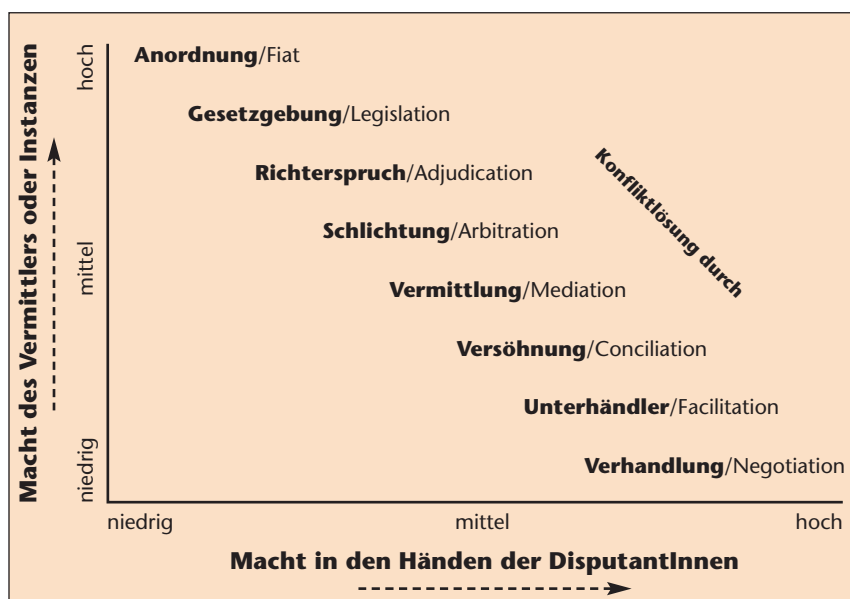 Macht des Vermittlers oder Instanzen
hoch
mittel
niedrig
Anordnung/Fiat
Gesetzgebung/Legislation
Richterspruch/Adjudication
Schlichtung/Arbitration
Vermittlung/Mediation
Versöhnung/Conciliation
Unterhändler/Facilitation
Verhandlung/Negotiation
Konfliktlösung durch
niedrig
mittel
hoch
Macht in den Händen der DisputantInnen